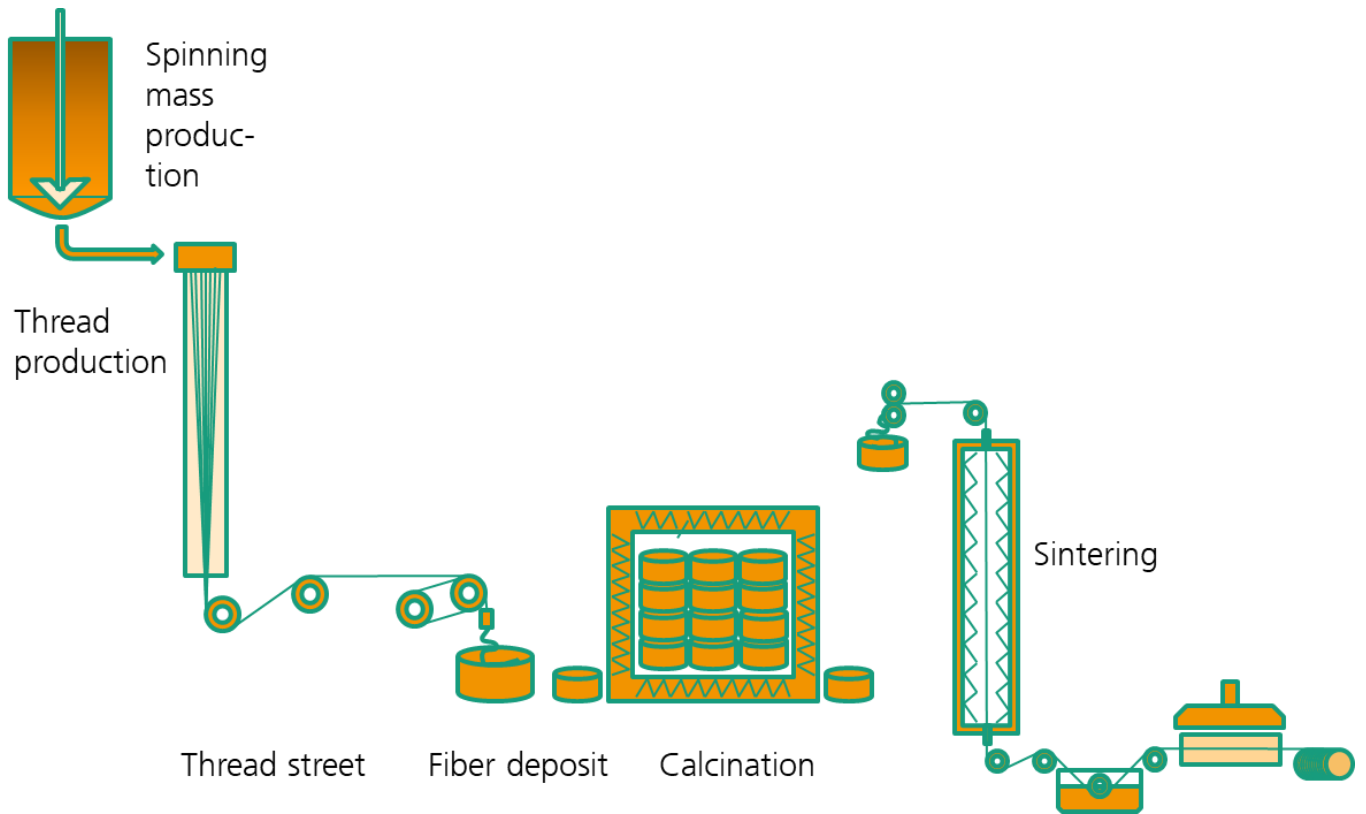 Spinning
mass
produc-
tion
Thread
production
Sintering
Thread street
Fiber deposit
Calcination